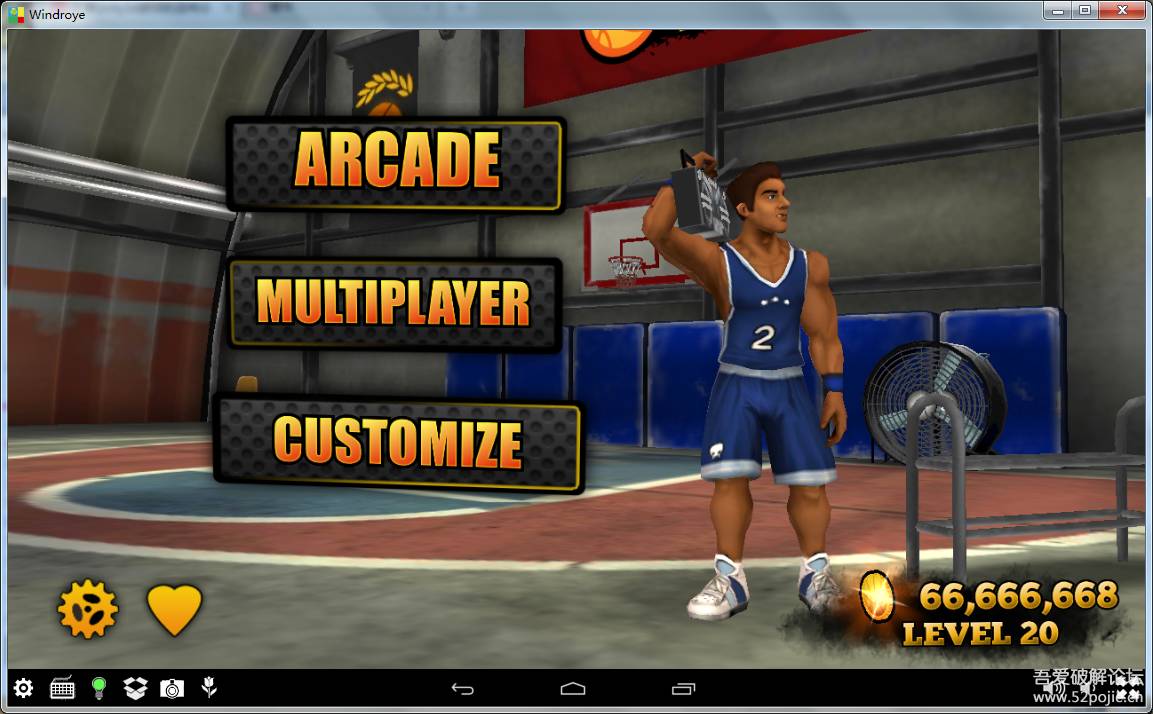 Windroye
ARCADE
MULTIPLAYER
2
CUSTOMIZE
66,666,668
LEVEL 20
吾爱破解论坛
www.52pojie.cn